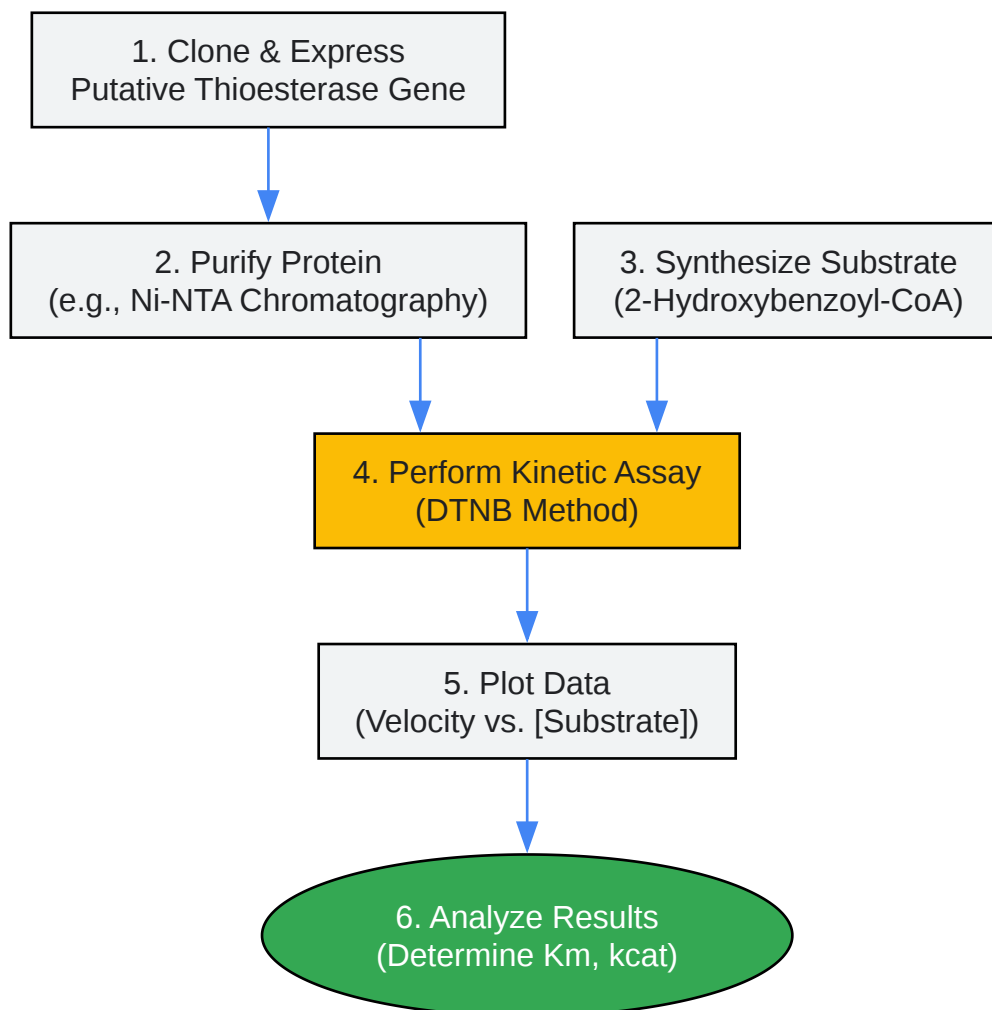 1. Clone & Express
Putative Thioesterase Gene
2. Purify Protein
(e.g., Ni-NTA Chromatography)
3. Synthesize Substrate
(2-Hydroxybenzoyl-CoA)
4. Perform Kinetic Assay
(DTNB Method)
5. Plot Data
(Velocity vs. [Substrate])
6. Analyze Results
(Determine Km, kcat)